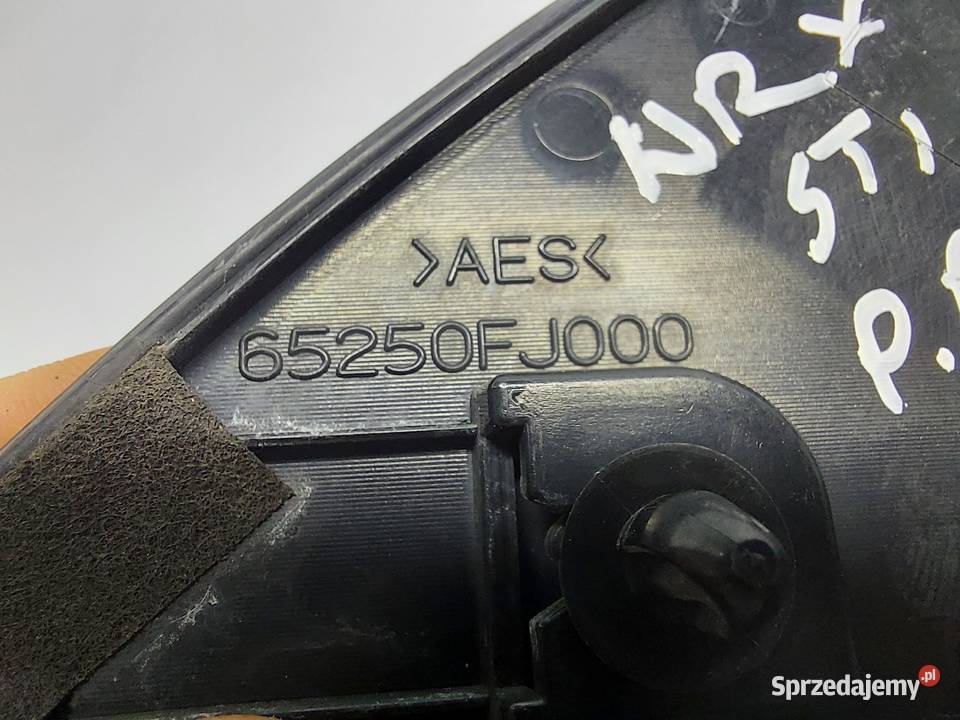 WRX
STI
P.P
>AES<
65250FJ000
Sprzedajemy.pl